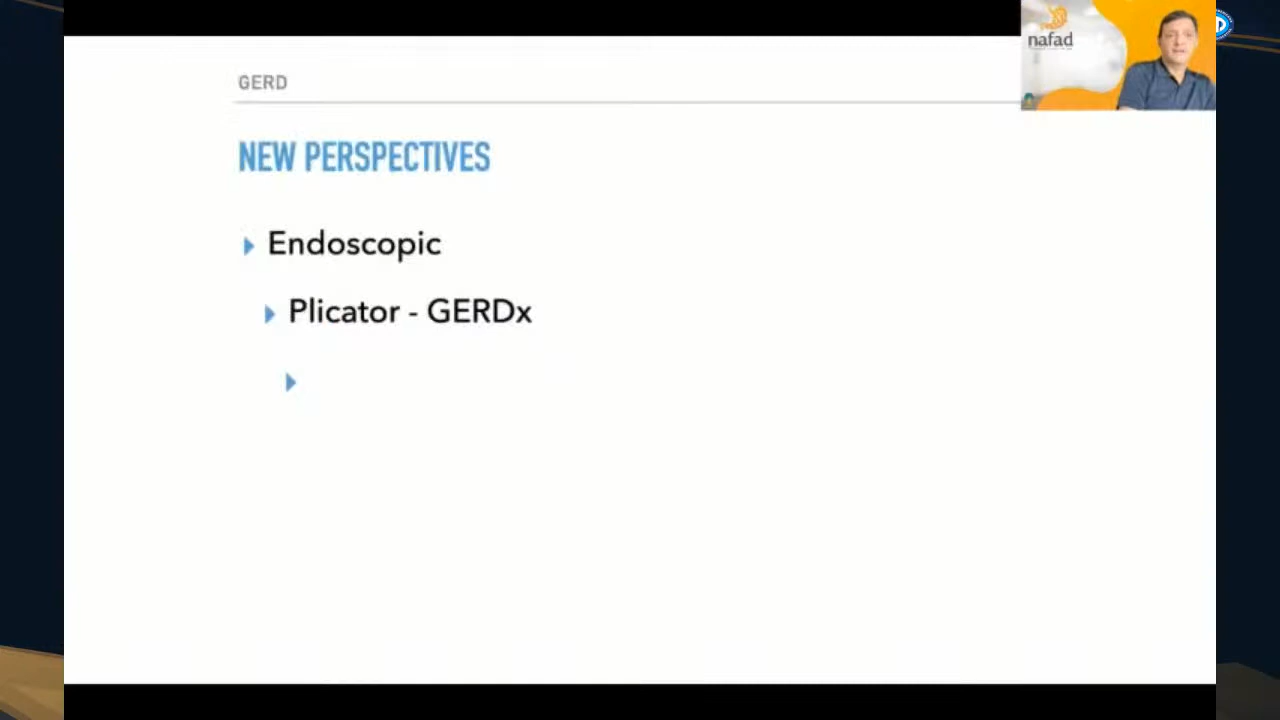 nafad
GERD
NEW PERSPECTIVES
Endoscopic
Plicator - GERDx